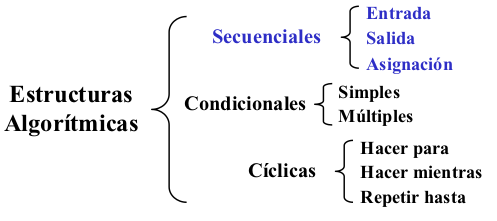 Estructuras
Algorítmicas
Secuenciales
Entrada
Salida
Asignación
Condicionales
Simples
Múltiples
Cíclicas
Hacer para
Hacer mientras
Repetir hasta